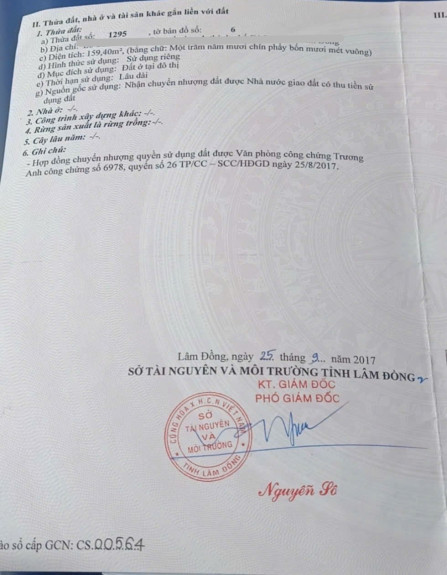 II. Thửa đất, nhà ở và tài sản khác gắn liền với đất
III.
1. Thửa đất:
a) Thửa đất số: 1295 , tờ bản đồ số: 6
b) Địa chỉ:
c) Diện tích: 159,40m², (bằng chữ: Một trăm năm mươi chín phẩy bốn mươi mét vuông)
d) Hình thức sử dụng: Sử dụng riêng
đ) Mục đích sử dụng: Đất ở tại đô thị
e) Thời hạn sử dụng: Lâu dài
g) Nguồn gốc sử dụng: Nhận chuyển nhượng đất được Nhà nước giao đất có thu tiền sử
dụng đất
2. Nhà ở: -/-
3. Công trình xây dựng khác: -/-
4. Rừng sản xuất là rừng trồng: -/-
5. Cây lâu năm: -/-
6. Ghi chú:
- Hợp đồng chuyển nhượng quyền sử dụng đất được Văn phòng công chứng Trương
Anh công chứng số 6978, quyển số 26 TP/CC – SCC/HĐGD ngày 25/8/2017.
Lâm Đồng, ngày 25 tháng 9... năm 2017
SỞ TÀI NGUYÊN VÀ MÔI TRƯỜNG TỈNH LÂM ĐỒNG
KT. GIÁM ĐỐC
PHÓ GIÁM ĐỐC
CỘNG HÒA X.H.C.N VIỆT NAM
SỞ
TÀI NGUYÊN
VÀ
MÔI TRƯỜNG
TỈNH LÂM ĐỒNG
Nguyễn
ào sổ cấp GCN: CS.00564